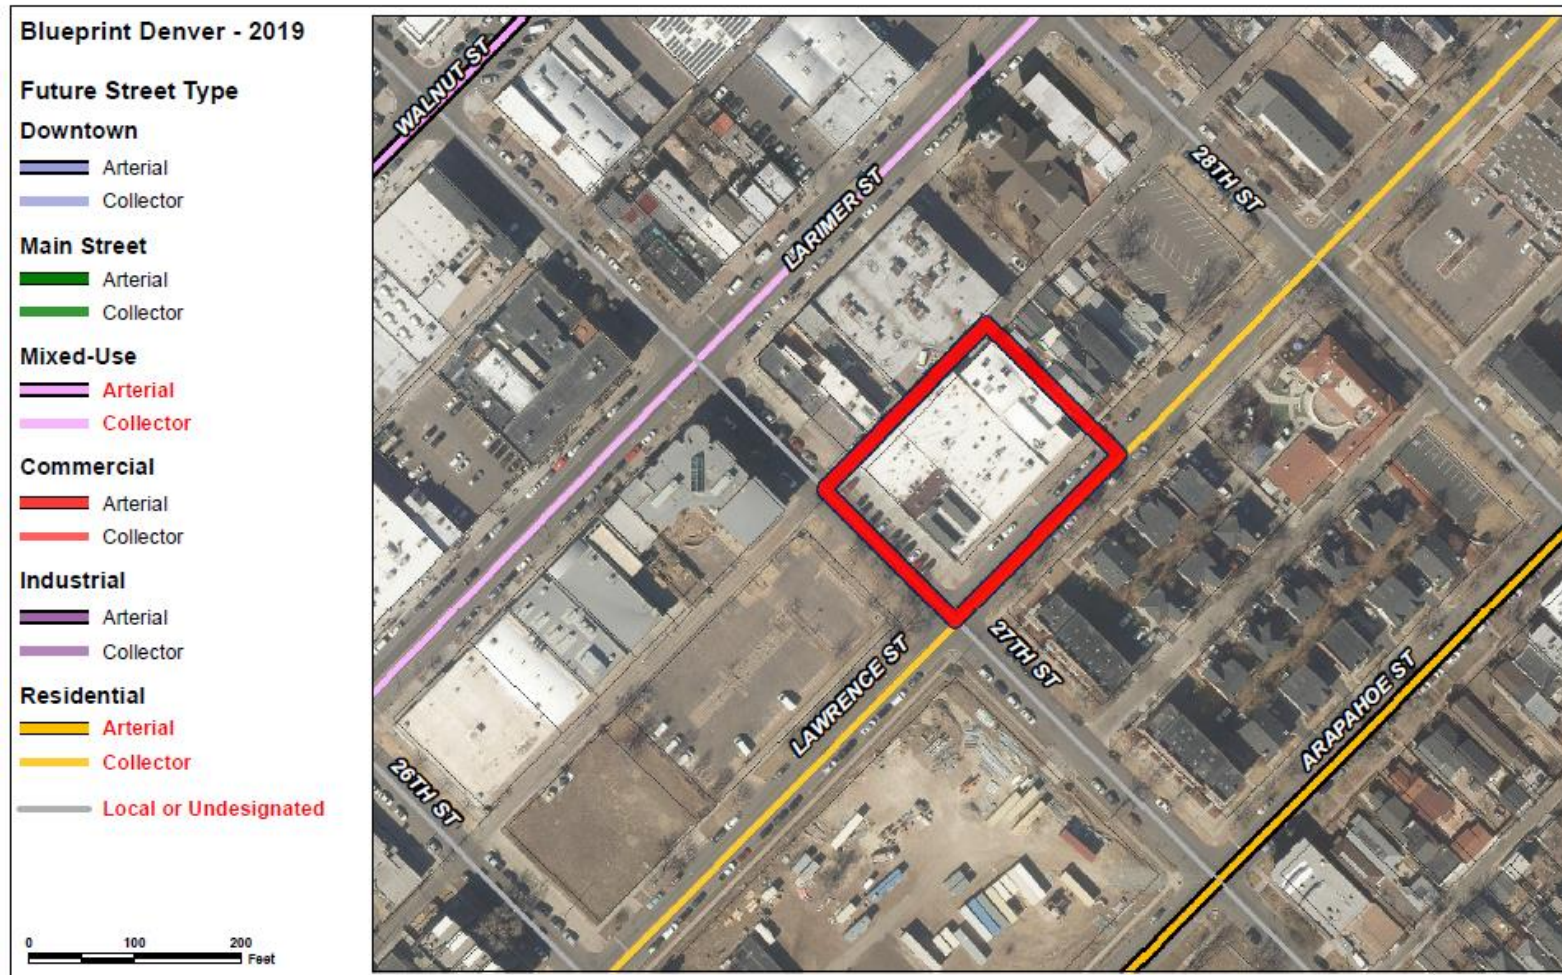 Blueprint Denver - 2019
Future Street Type
Downtown
Arterial
Collector
Main Street
Arterial
Collector
Mixed-Use
Arterial
Collector
Commercial
Arterial
Collector
Industrial
Arterial
Collector
Residential
Arterial
Collector
Local or Undesignated
0 100 200
Feet
WALNUT ST
LARIMER ST
28TH ST
LAWRENCE ST
27TH ST
ARAPAHOE ST
26TH ST